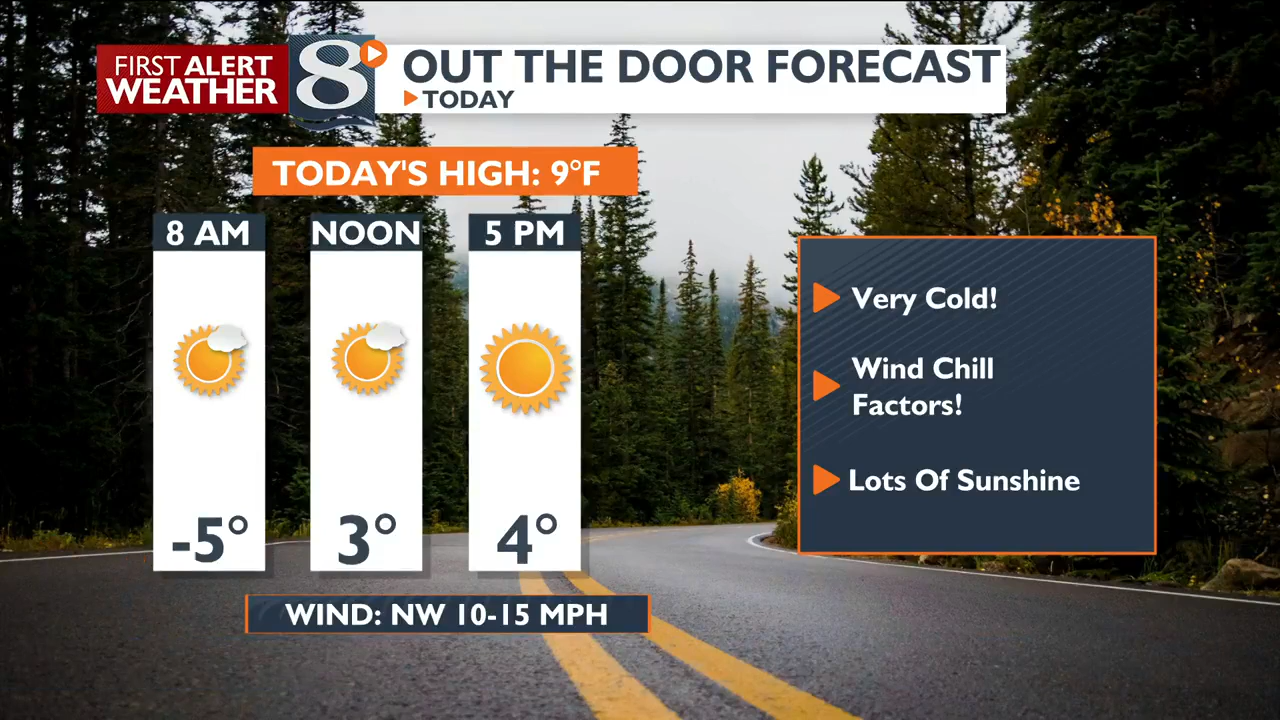 FIRST ALERT
WEATHER
8
OUT THE DOOR FORECAST
TODAY
TODAY'S HIGH: 9°F
8 AM
NOON
5 PM
-5°
3°
4°
WIND: NW 10-15 MPH
Very Cold!
Wind Chill
Factors!
Lots Of Sunshine